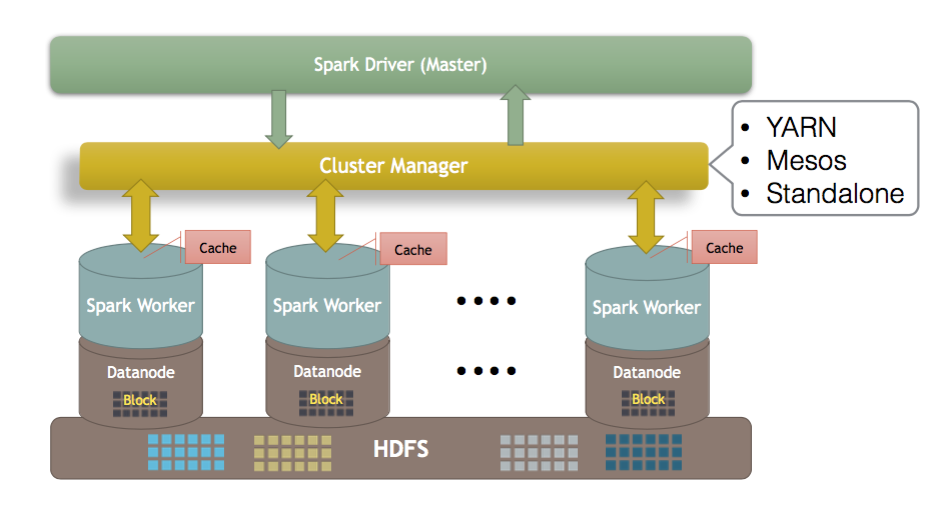 Spark Driver (Master)
Cluster Manager
• YARN
• Mesos
• Standalone
Cache
Cache
Cache
Spark Worker
Spark Worker
• • • •
Spark Worker
Datanode
Datanode
• • • •
Datanode
Block
Block
Block
HDFS